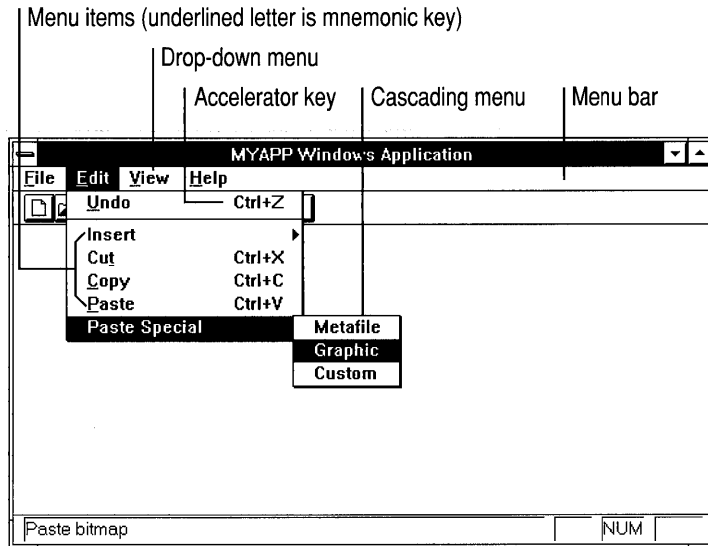 Menu items (underlined letter is mnemonic key)
Drop-down menu
Accelerator key
Cascading menu
Menu bar
MYAPP Windows Application
File Edit View Help
Undo Ctrl+Z
Insert
Cut Ctrl+X
Copy Ctrl+C
Paste Ctrl+V
Paste Special
Metafile
Graphic
Custom
Paste bitmap
NUM